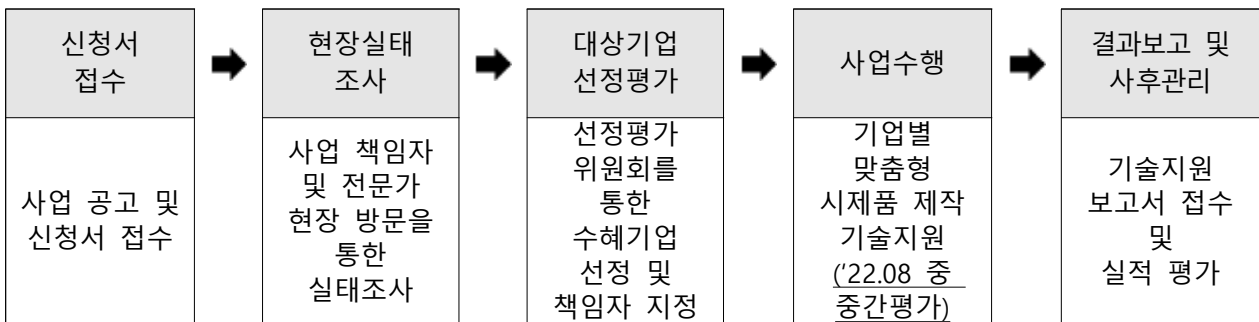 신청서
접수
현장실태
조사
대상기업
선정평가
사업수행
결과보고 및
사후관리
사업 공고 및
신청서 접수
사업 책임자
및 전문가
현장 방문을
통한
실태조사
선정평가
위원회를
통한
수혜기업
선정 및
책임자 지정
기업별
맞춤형
시제품 제작
기술지원
('22.08 중
중간평가)
기술지원
보고서 접수
및
실적 평가